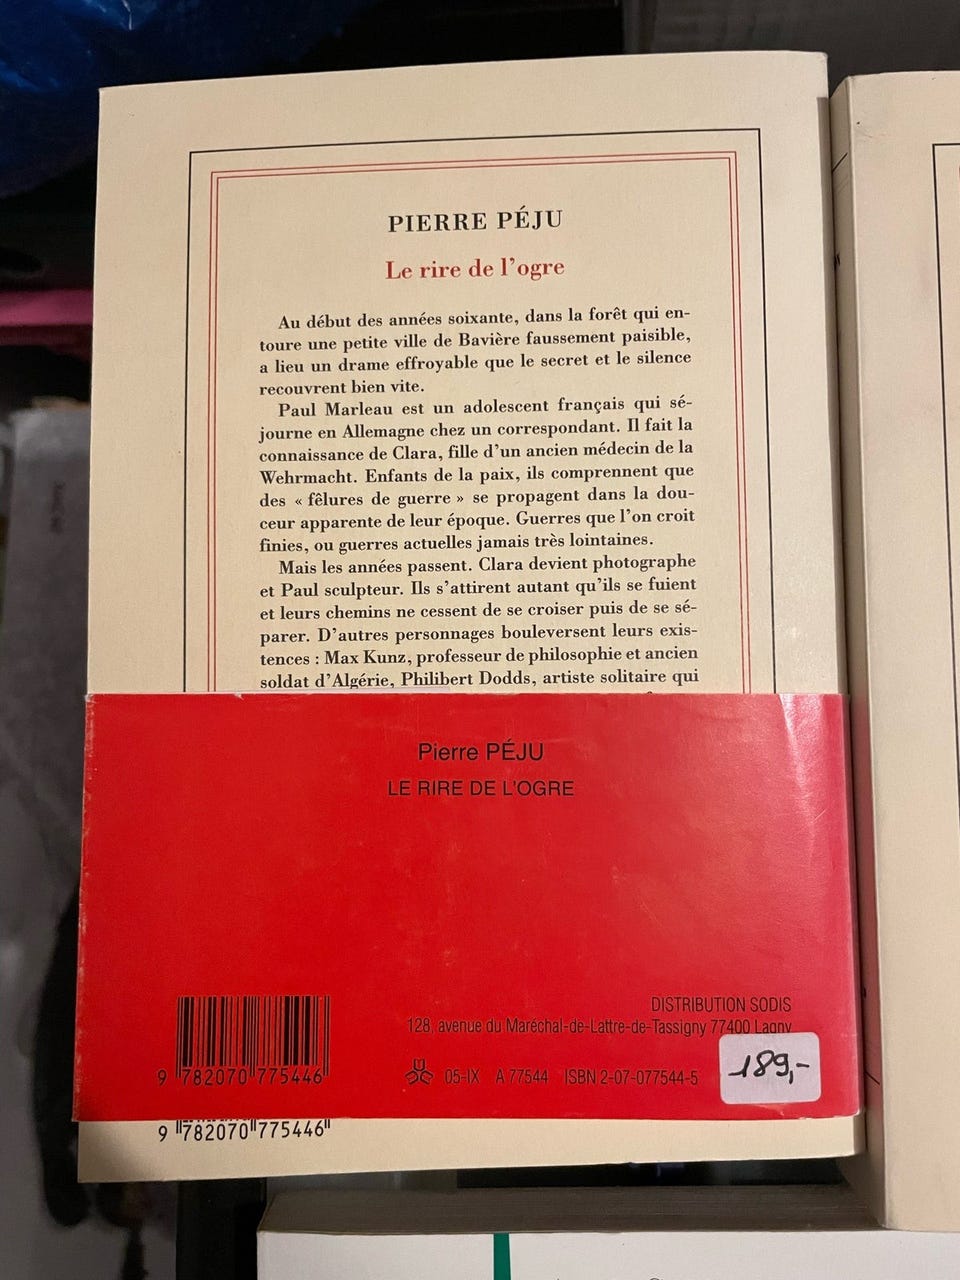 PIERRE PÉJU
Le rire de l'ogre
Au début des années soixante, dans la forêt qui en-
toure une petite ville de Bavière faussement paisible,
a lieu un drame effroyable que le secret et le silence
recouvrent bien vite.
Paul Marleau est un adolescent français qui sé-
journe en Allemagne chez un correspondant. Il fait la
connaissance de Clara, fille d'un ancien médecin de la
Wehrmacht. Enfants de la paix, ils comprennent que
des « fêlures de guerre » se propagent dans la dou-
ceur apparente de leur époque. Guerres que l'on croit
finies, ou guerres actuelles jamais très lointaines.
Mais les années passent. Clara devient photographe
et Paul sculpteur. Ils s'attirent autant qu'ils se fuient
et leurs chemins ne cessent de se croiser puis de se sé-
parer. D'autres personnages bouleversent leurs exis-
tences : Max Kunz, professeur de philosophie et ancien
soldat d'Algérie, Philibert Dodds, artiste solitaire qui
Pierre PÉJU
LE RIRE DE L'OGRE
DISTRIBUTION SODIS
128, avenue du Maréchal-de-Lattre-de-Tassigny 77400 Lagny
05-IX A 77544 ISBN 2-07-077544-5
189,-
9 782070 775446
9 782070 775446